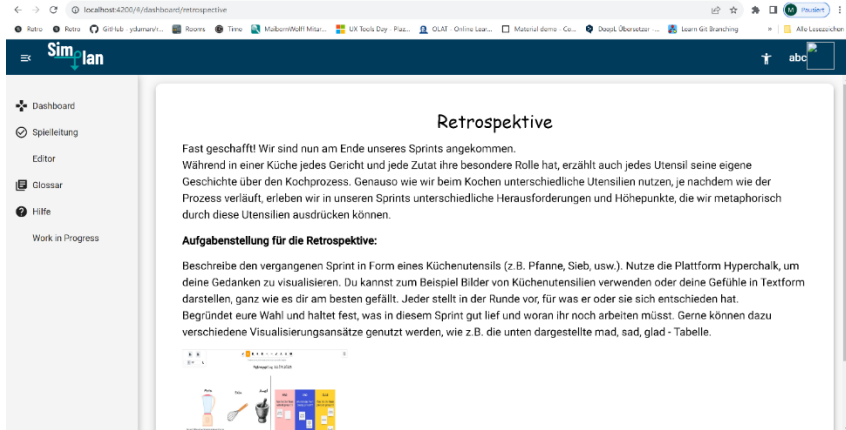 localhost:4200/#/dashboard/retrospective
Pausiert
Retro
Retro
GitHub
Rooms
Time
MaibornWolff Mitar...
UX Tools Day - Plaz...
OLAT - Online Lear...
Material demo - Co...
DeepL Übersetzer ...
Learn Git Branching
»
Alle Lesezeichen
Simplan
abc
Dashboard
Spielleitung
Editor
Glossar
Hilfe
Work in Progress
Retrospektive
Fast geschafft! Wir sind nun am Ende unseres Sprints angekommen.
Während in einer Küche jedes Gericht und jede Zutat ihre besondere Rolle hat, erzählt auch jedes Utensil seine eigene
Geschichte über den Kochprozess. Genauso wie wir beim Kochen unterschiedliche Utensilien nutzen, je nachdem wie der
Prozess verläuft, erleben wir in unseren Sprints unterschiedliche Herausforderungen und Höhepunkte, die wir metaphorisch
durch diese Utensilien ausdrücken können.
Aufgabenstellung für die Retrospektive:
Beschreibe den vergangenen Sprint in Form eines Küchenutensils (z.B. Pfanne, Sieb, usw.). Nutze die Plattform Hyperchalk, um
deine Gedanken zu visualisieren. Du kannst zum Beispiel Bilder von Küchenutensilien verwenden oder deine Gefühle in Textform
darstellen, ganz wie es dir am besten gefällt. Jeder stellt in der Runde vor, für was er oder sie sich entschieden hat.
Begründet eure Wahl und haltet fest, was in diesem Sprint gut lief und woran ihr noch arbeiten müsst. Gerne können dazu
verschiedene Visualisierungsansätze genutzt werden, wie z.B. die unten dargestellte mad, sad, glad - Tabelle.